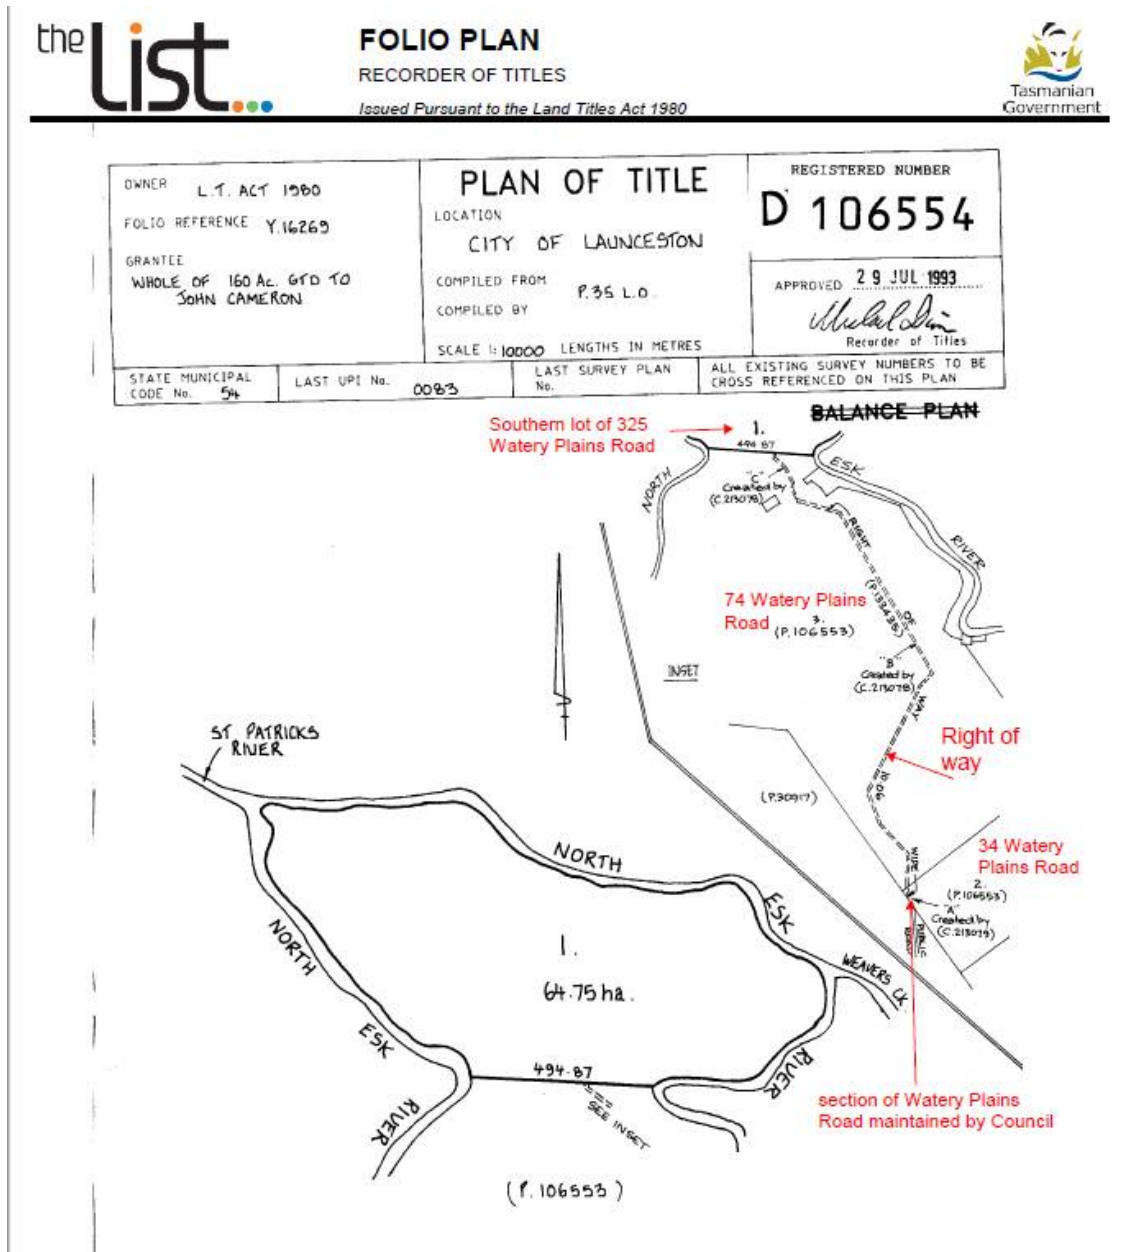 the LIST...
FOLIO PLAN
RECORDER OF TITLES
Issued Pursuant to the Land Titles Act 1980
Tasmanian
Government
OWNER L.T. ACT 1980
FOLIO REFERENCE Y.16269
GRANTEE
WHOLE OF 160 Ac. GTD TO
JOHN CAMERON
PLAN OF TITLE
LOCATION
CITY OF LAUNCESTON
COMPILED FROM P.35 L.O.
COMPILED BY
SCALE 1:10000 LENGTHS IN METRES
REGISTERED NUMBER
D 106554
APPROVED 29 JUL 1993
Recorder of Titles
STATE MUNICIPAL
CODE No. 54
LAST UPI No. 0083
LAST SURVEY PLAN
No.
ALL EXISTING SURVEY NUMBERS TO BE
CROSS REFERENCED ON THIS PLAN
BALANCE PLAN
Southern lot of 325
Watery Plains Road
1.
494·87
NORTH
ESK
RIVER
"C"
Created by
(C.213078)
RIGHT
OF
WAY
10·06
WIDE
(P.133435)
74 Watery Plains
Road
3.
(P.106553)
"B"
Created by
(C.213078)
INSET
Right of
way
(P.30917)
34 Watery
Plains Road
2.
(P.106553)
"A"
Created by
(C.213079)
PUBLIC
ROAD
ST. PATRICKS
RIVER
NORTH
ESK
WEAVERS CK.
NORTH
ESK
RIVER
1.
64·75 ha.
494·87
RIVER
SEE INSET
section of Watery Plains
Road maintained by Council
(P.106553)